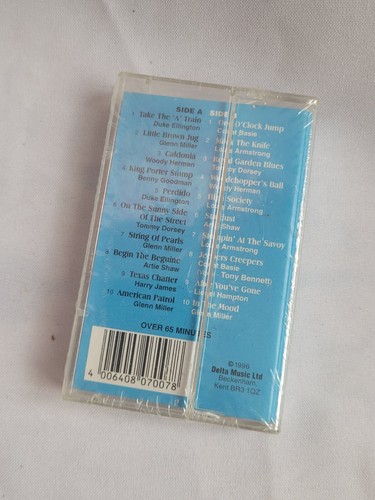 SIDE A
1 Take The 'A' Train
Duke Ellington
2 Little Brown Jug
Glenn Miller
3 Caldonia
Woody Herman
4 King Porter Stomp
Benny Goodman
5 Perdido
Duke Ellington
6 On The Sunny Side
Of The Street
Tommy Dorsey
7 String Of Pearls
Glenn Miller
8 Begin The Beguine
Artie Shaw
9 Texas Chatter
Harry James
10 American Patrol
Glenn Miller
SIDE
O'Clock Jump
Basie
The Knife
Armstrong
Garden Blues
Dorsey
Ball
Herman
Society
Armstrong
Shaw
At The Savoy
Armstrong
Creepers
Basie
Tony Bennett)
You've Gone
Hampton
10 In The Mood
Miller
OVER 65 MINUTES
4 006408 070078
© 1996
Delta Music Ltd
Beckenham,
Kent BR3 1QZ